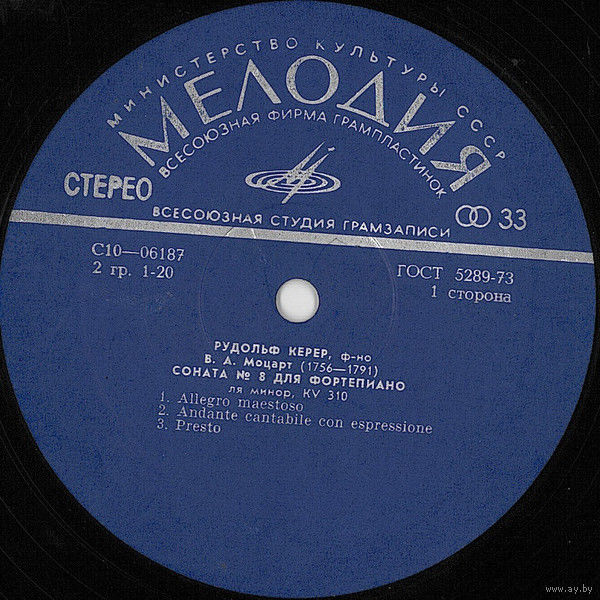 МИНИСТЕРСТВО КУЛЬТУРЫ СССР
МЕЛОДИЯ
ВСЕСОЮЗНАЯ ФИРМА ГРАМПЛАСТИНОК
СТЕРЕО
33
ВСЕСОЮЗНАЯ СТУДИЯ ГРАМЗАПИСИ
С10—06187
2 гр. 1-20
ГОСТ 5289-73
1 сторона
РУДОЛЬФ КЕРЕР, ф-но
В. А. Моцарт (1756—1791)
СОНАТА № 8 ДЛЯ ФОРТЕПИАНО
ля минор, KV 310
1. Allegro maestoso
2. Andante cantabile con espressione
3. Presto
www.ay.by